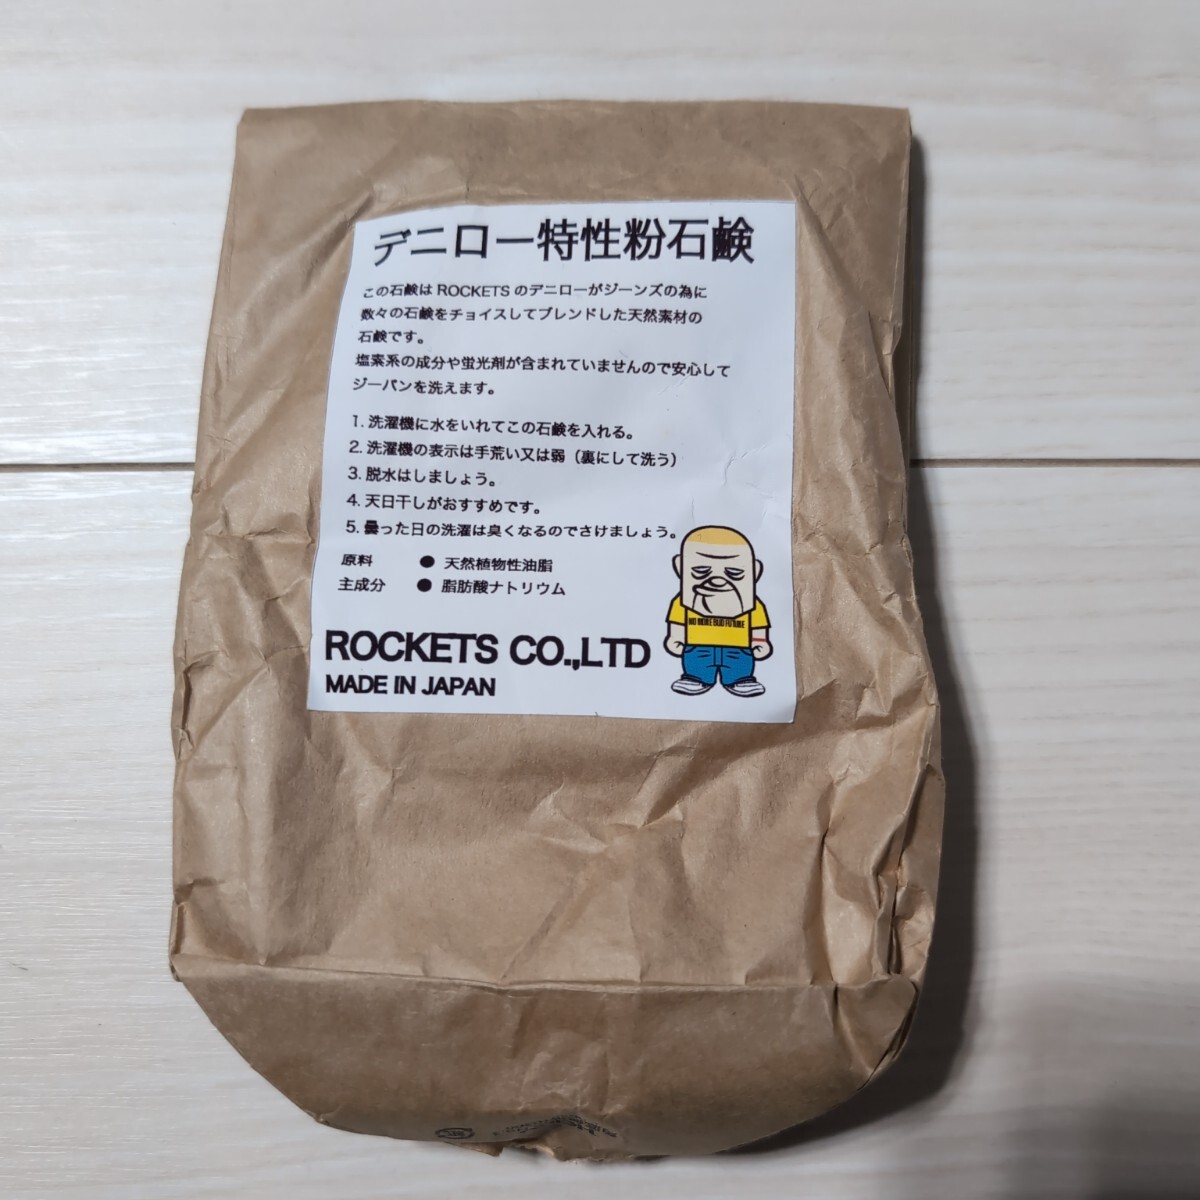 デニロー特性粉石鹸
この石鹸は ROCKETS のデニローがジーンズの為に
数々の石鹸をチョイスしてブレンドした天然素材の
石鹸です。
塩素系の成分や蛍光剤が含まれていませんので安心して
ジーパンを洗えます。
1. 洗濯機に水をいれてこの石鹸を入れる。
2. 洗濯機の表示は手荒い又は弱（裏にして洗う）
3. 脱水はしましょう。
4. 天日干しがおすすめです。
5. 曇った日の洗濯は臭くなるのでさけましょう。
原料 ● 天然植物性油脂
主成分 ● 脂肪酸ナトリウム
NO MORE OLD FUTURE
ROCKETS CO.,LTD
MADE IN JAPAN